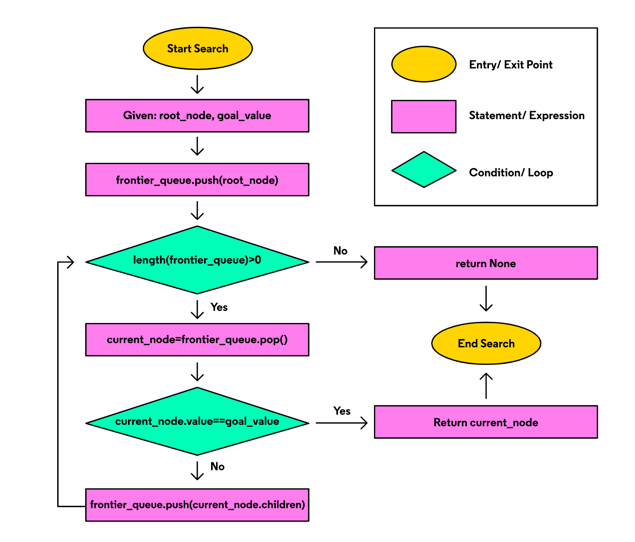 Start Search
Given: root_node, goal_value
frontier_queue.push(root_node)
length(frontier_queue)>0
No
return None
Yes
current_node=frontier_queue.pop()
End Search
current_node.value==goal_value
Yes
Return current_node
No
frontier_queue.push(current_node.children)
Entry/ Exit Point
Statement/ Expression
Condition/ Loop